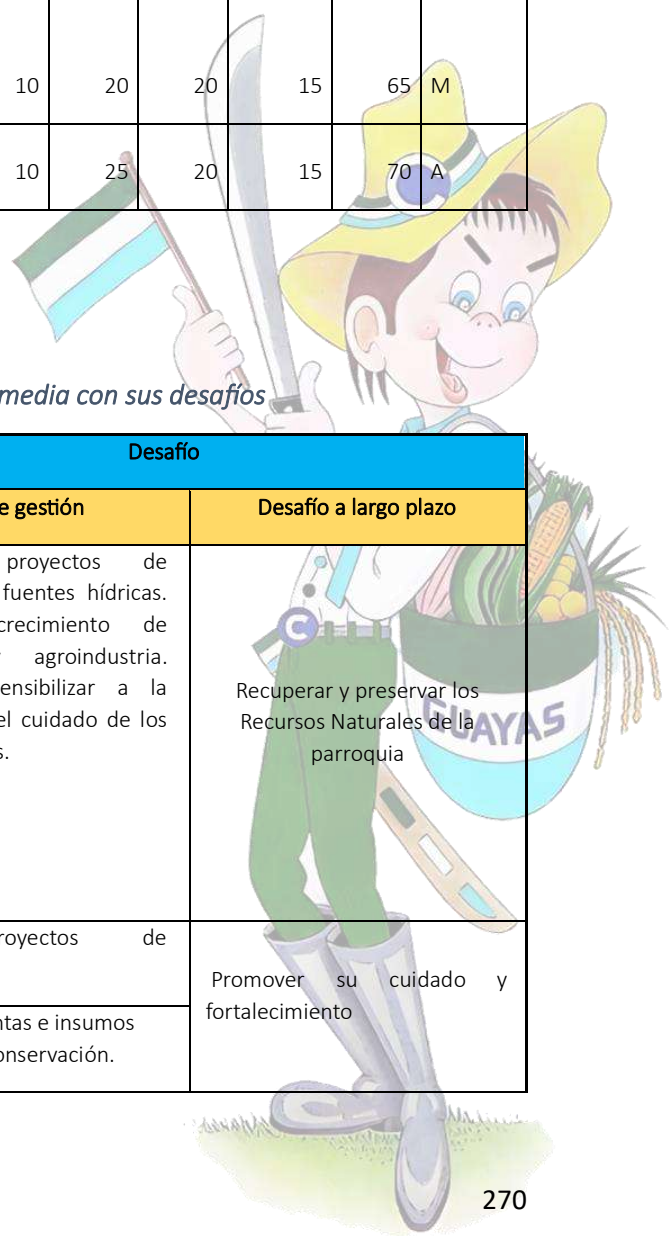 10 20 20 15 65 M
10 25 20 15 70 A
media con sus desafíos
Desafío
e gestión
Desafío a largo plazo
proyectos de
fuentes hídricas.
crecimiento de
agroindustria.
ensibilizar a la
el cuidado de los
s.
Recuperar y preservar los
Recursos Naturales de la
parroquia
royectos de
ntas e insumos
onservación.
Promover su cuidado y
fortalecimiento
C
C
GUAYAS
270